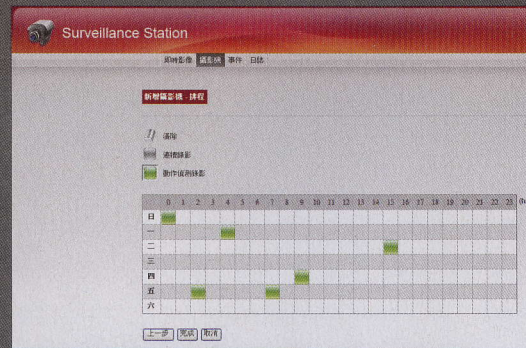 Surveillance Station
即時影像 攝影機 事件 日誌
新增攝影機 - 排程
清除
連續錄影
動作偵測錄影
0 1 2 3 4 5 6 7 8 9 10 11 12 13 14 15 16 17 18 19 20 21 22 23 (h
日
一
二
三
四
五
六
上一步 完成 取消